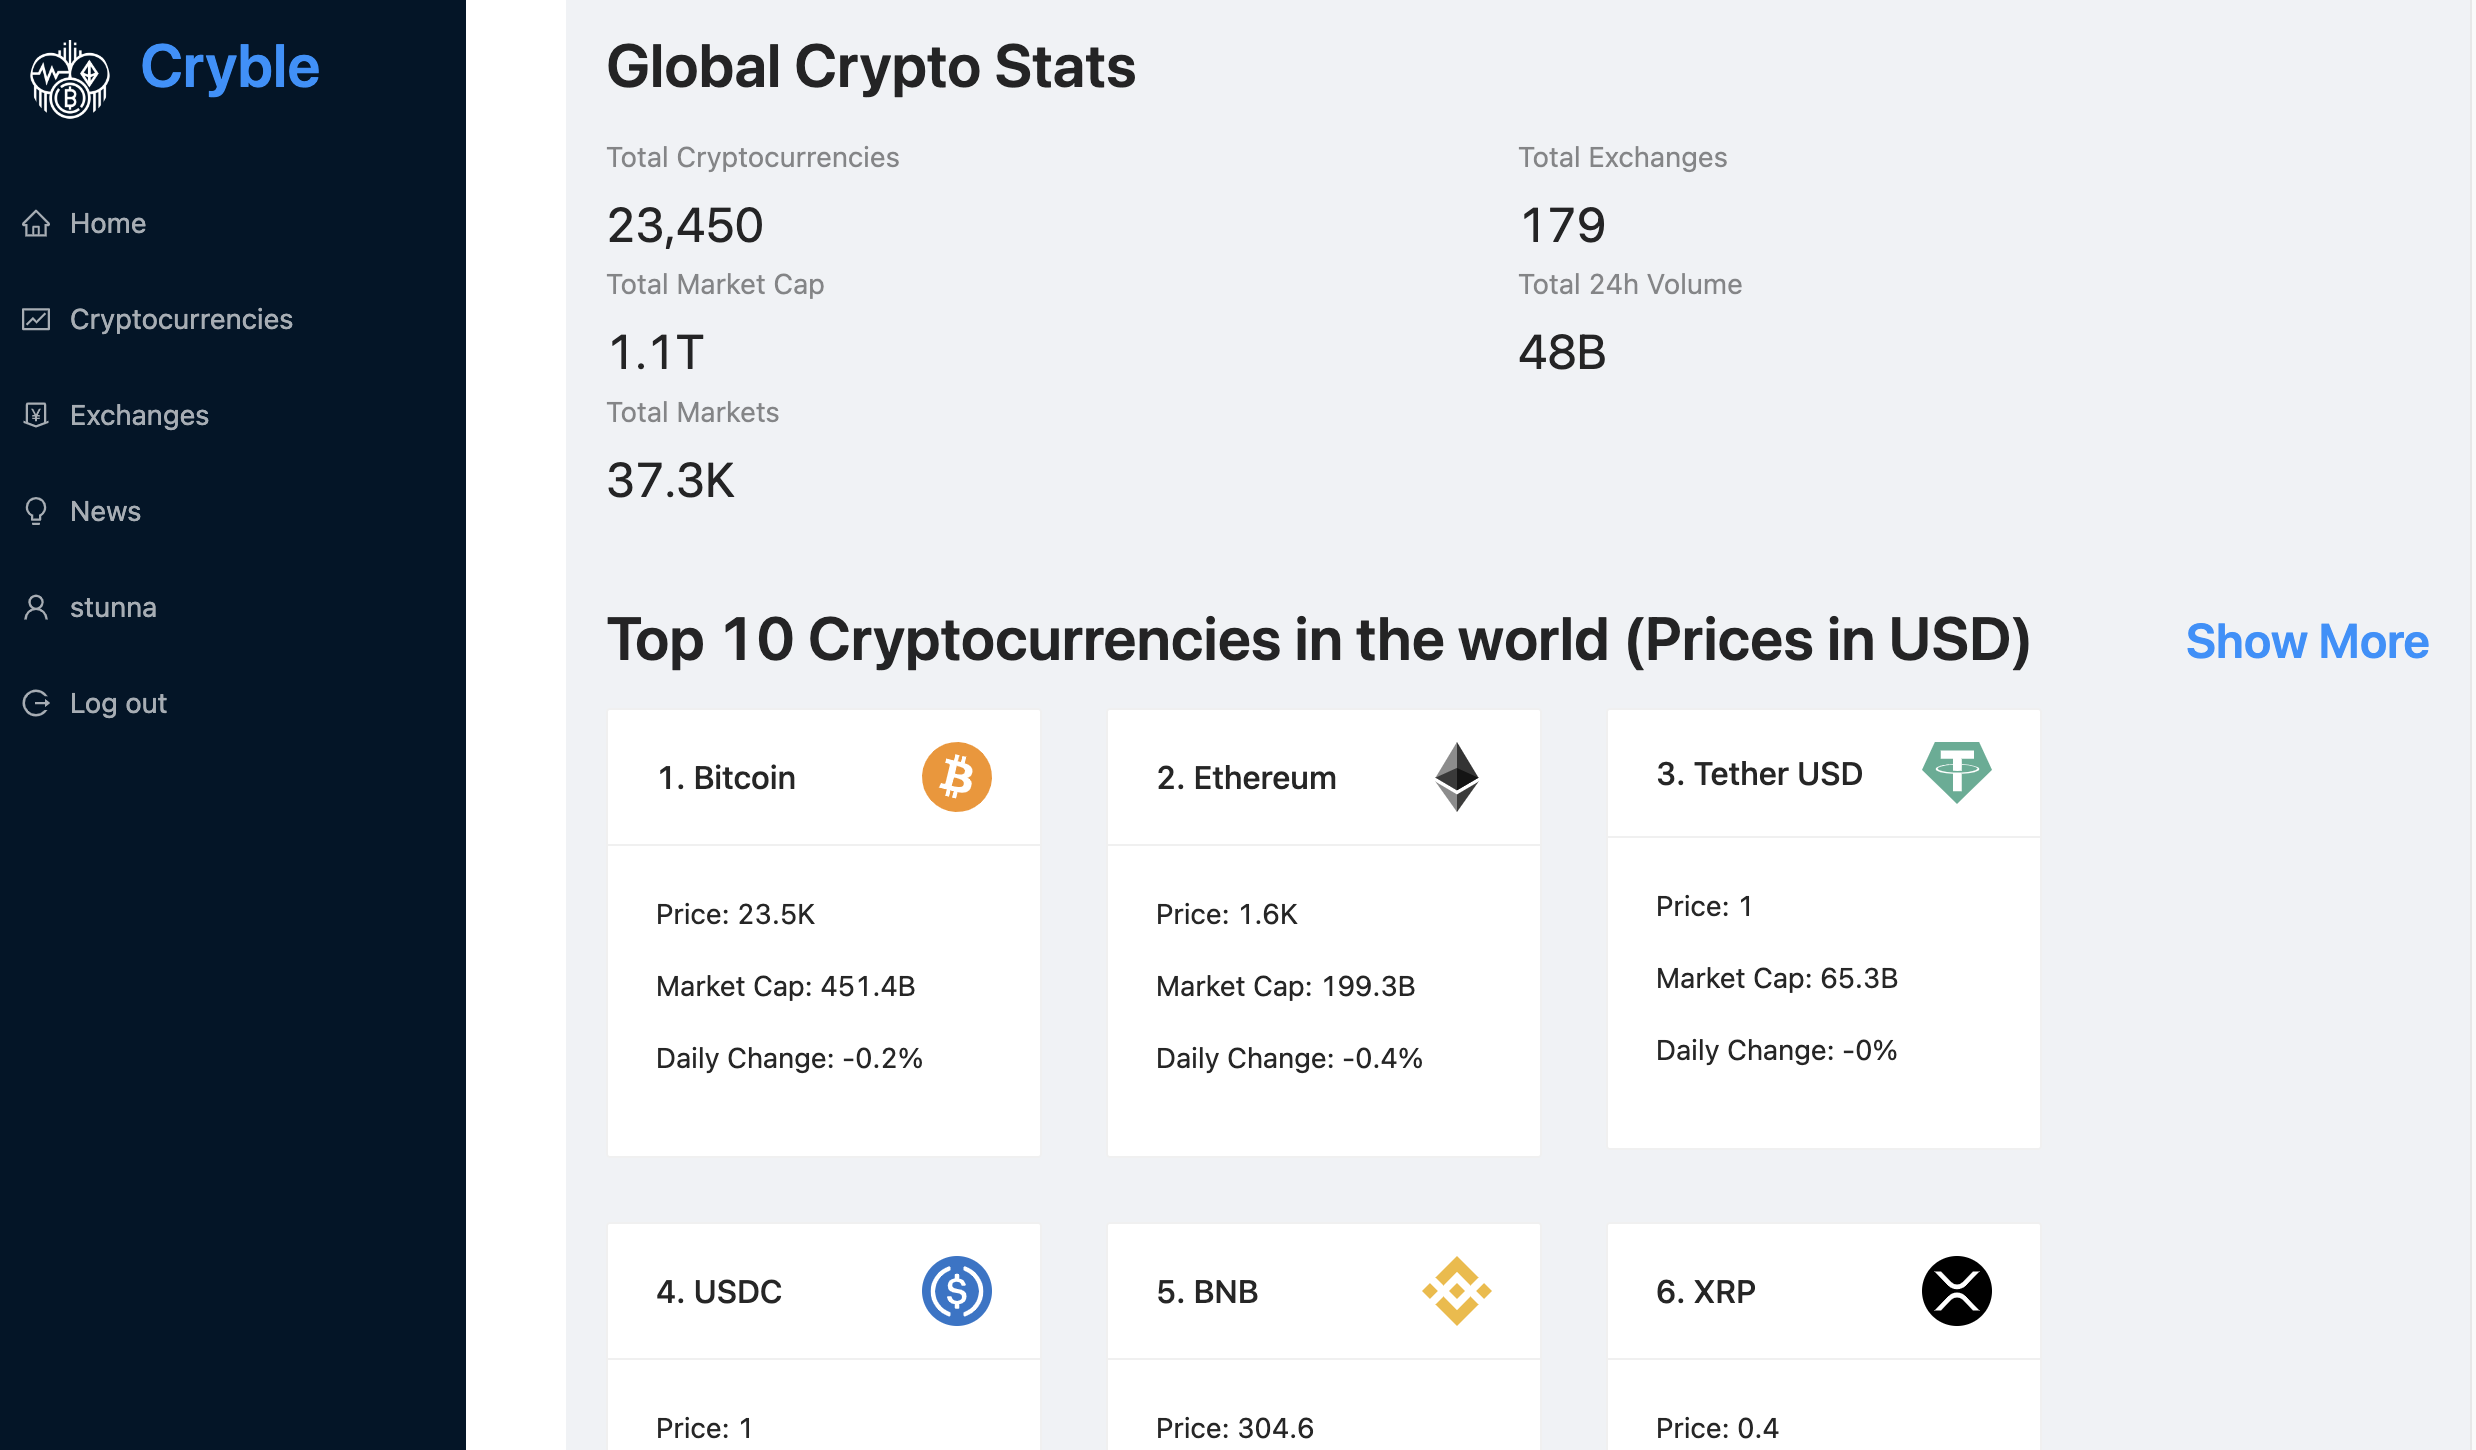 Cryble
Home
Cryptocurrencies
Exchanges
News
stunna
Log out
Global Crypto Stats
Total Cryptocurrencies
23,450
Total Exchanges
179
Total Market Cap
1.1T
Total 24h Volume
48B
Total Markets
37.3K
Top 10 Cryptocurrencies in the world (Prices in USD)
Show More
1. Bitcoin
Price: 23.5K
Market Cap: 451.4B
Daily Change: -0.2%
2. Ethereum
Price: 1.6K
Market Cap: 199.3B
Daily Change: -0.4%
3. Tether USD
Price: 1
Market Cap: 65.3B
Daily Change: -0%
4. USDC
Price: 1
5. BNB
Price: 304.6
6. XRP
Price: 0.4